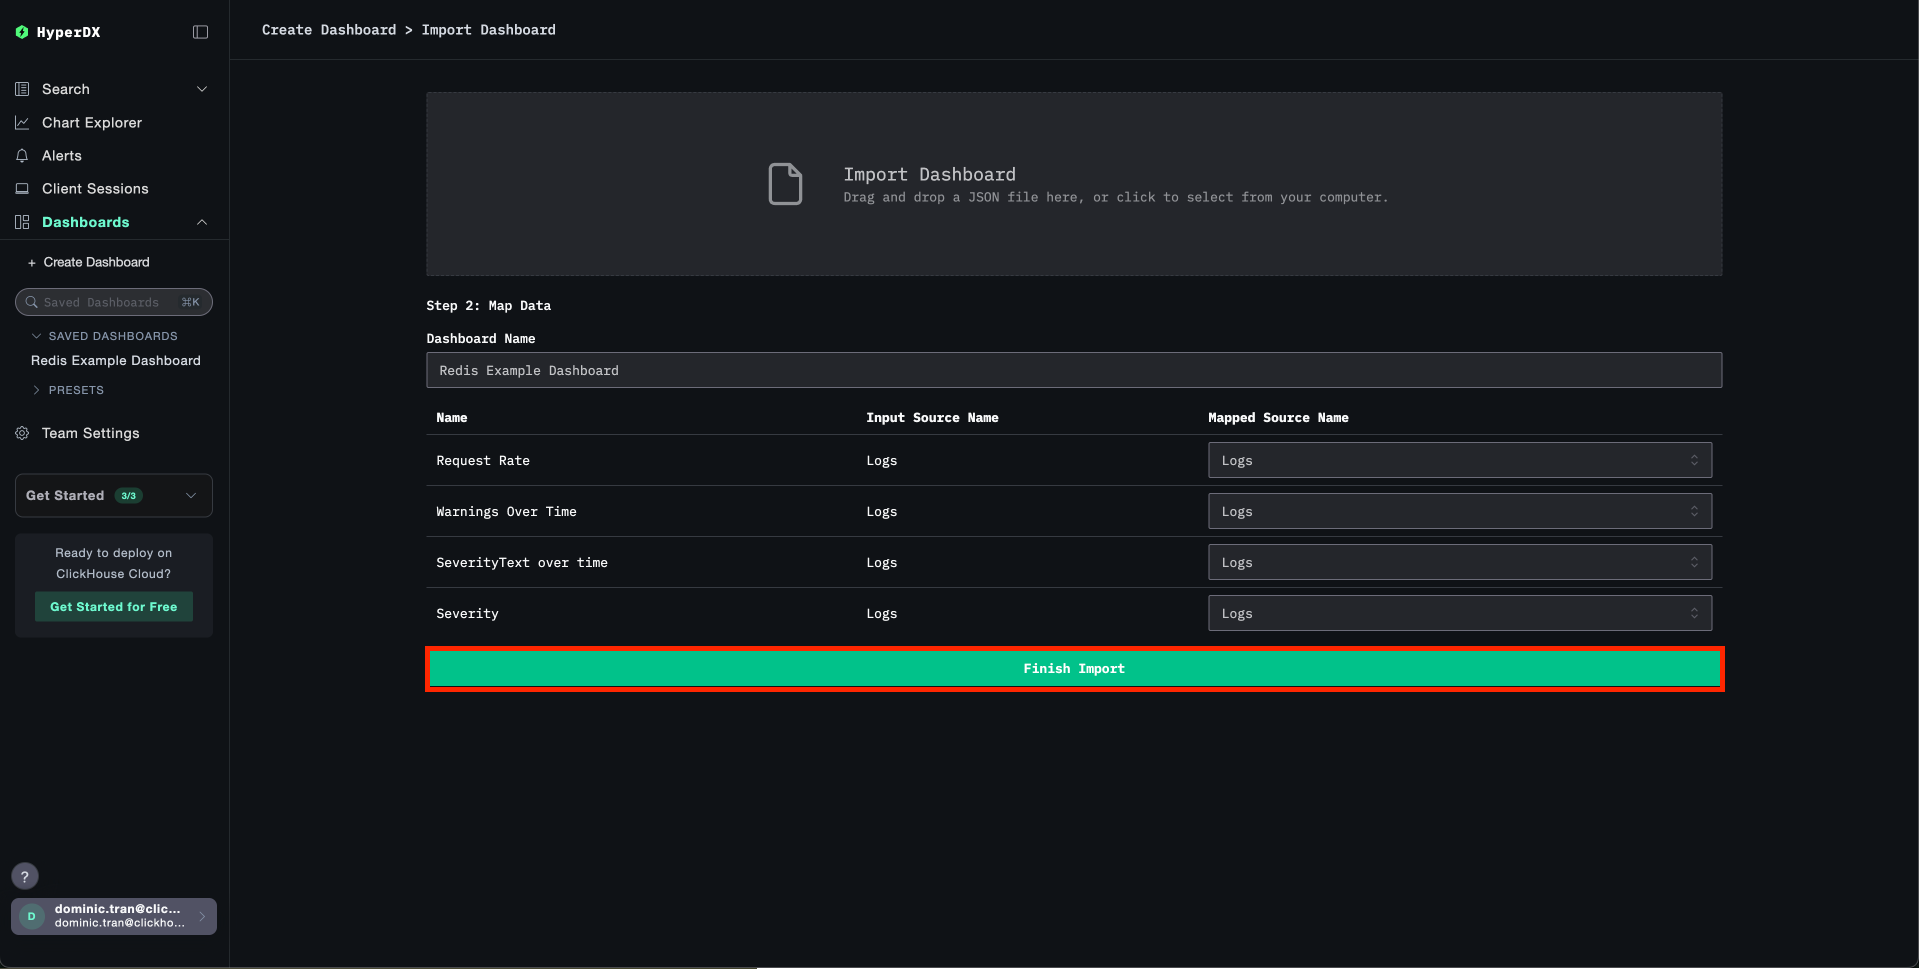 HyperDX
Create Dashboard > Import Dashboard
Search
Chart Explorer
Alerts
Client Sessions
Dashboards
+ Create Dashboard
Saved Dashboards ⌘K
SAVED DASHBOARDS
Redis Example Dashboard
PRESETS
Team Settings
Get Started 3/3
Ready to deploy on
ClickHouse Cloud?
Get Started for Free
?
D
dominic.tran@clic...
dominic.tran@clickho...
Import Dashboard
Drag and drop a JSON file here, or click to select from your computer.
Step 2: Map Data
Dashboard Name
Redis Example Dashboard
Name Input Source Name Mapped Source Name
Request Rate Logs Logs
Warnings Over Time Logs Logs
SeverityText over time Logs Logs
Severity Logs Logs
Finish Import